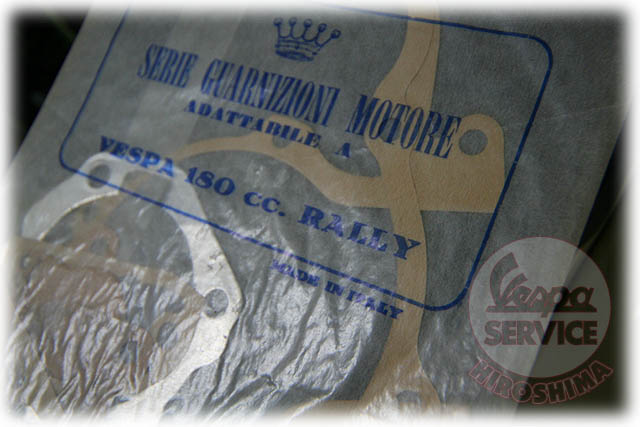 SERIE GUARNIZIONI MOTORE
ADATTABILE A
VESPA 180 cc. RALLY
MADE IN ITALY
Vespa
SERVICE
HIROSHIMA